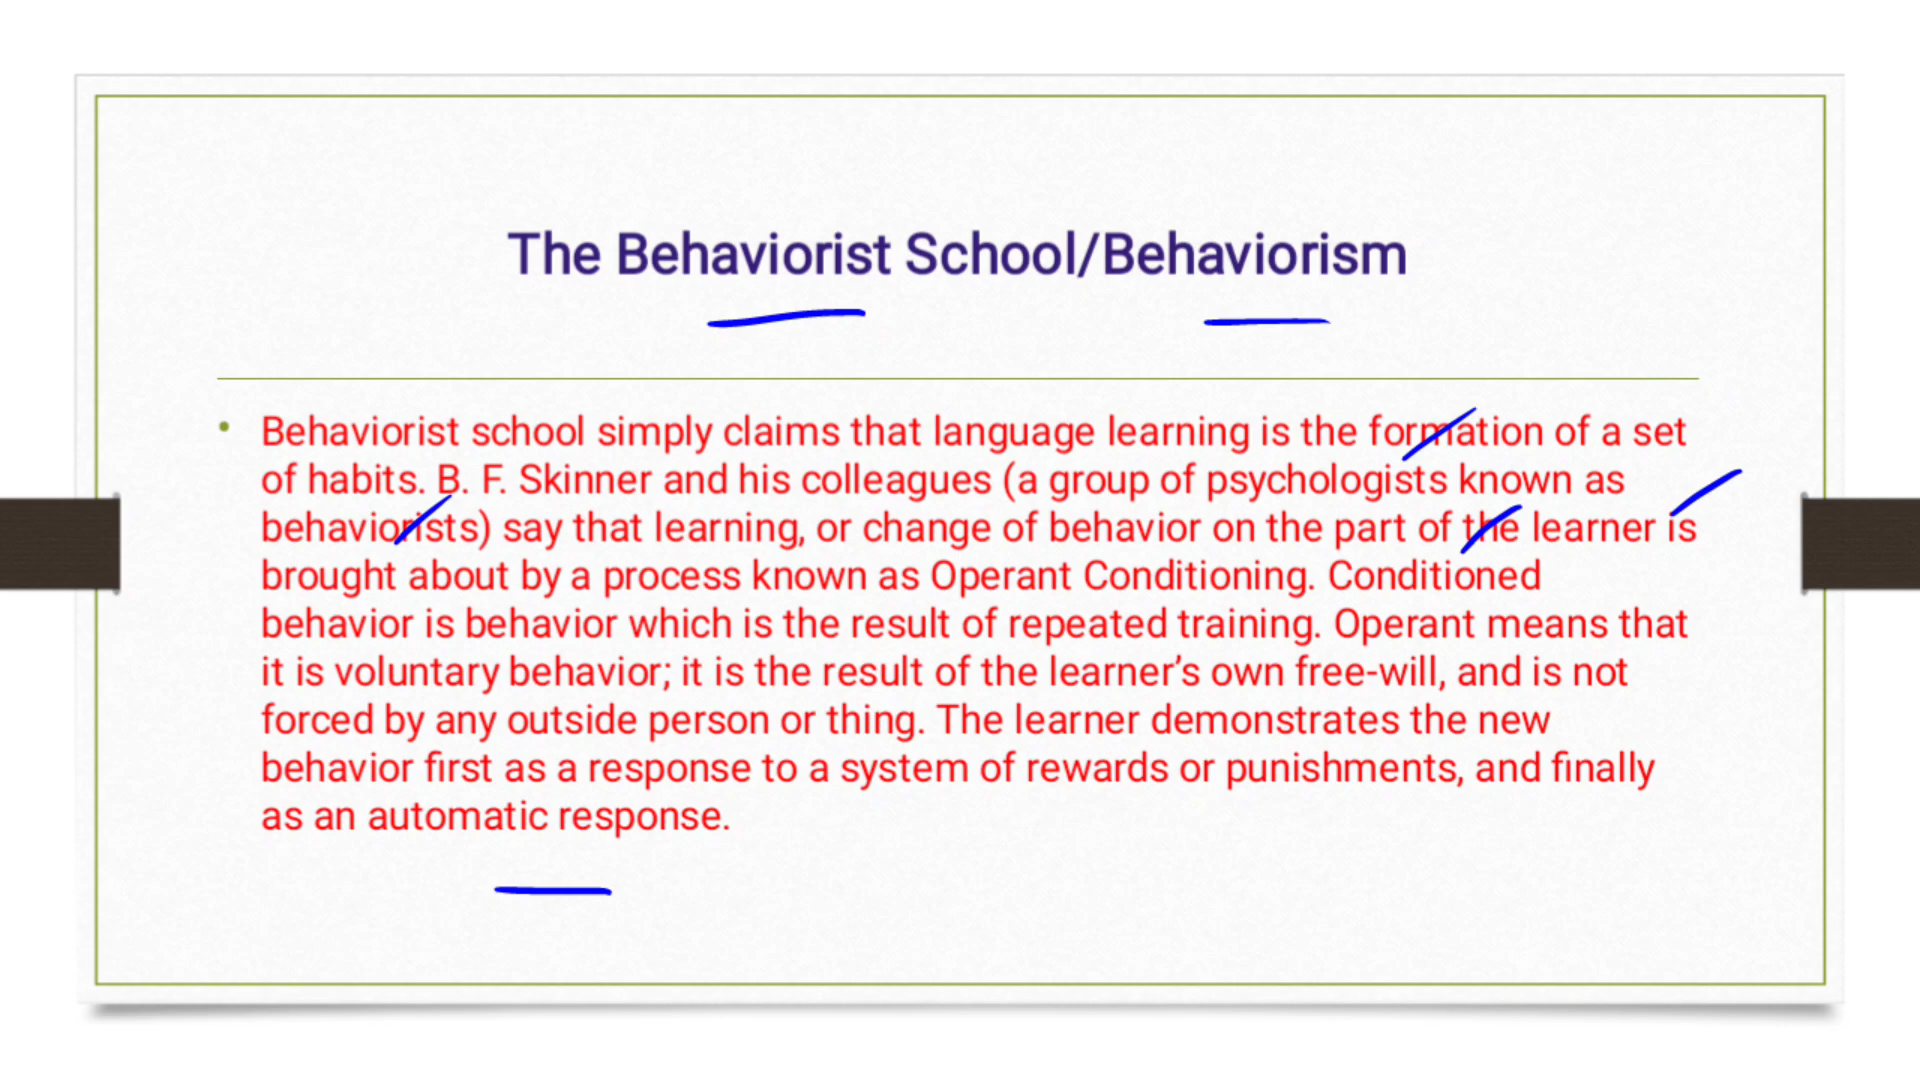 The Behaviorist School/Behaviorism
• Behaviorist school simply claims that language learning is the formation of a set
of habits. B. F. Skinner and his colleagues (a group of psychologists known as
behaviorists) say that learning, or change of behavior on the part of the learner is
brought about by a process known as Operant Conditioning. Conditioned
behavior is behavior which is the result of repeated training. Operant means that
it is voluntary behavior; it is the result of the learner’s own free-will, and is not
forced by any outside person or thing. The learner demonstrates the new
behavior first as a response to a system of rewards or punishments, and finally
as an automatic response.